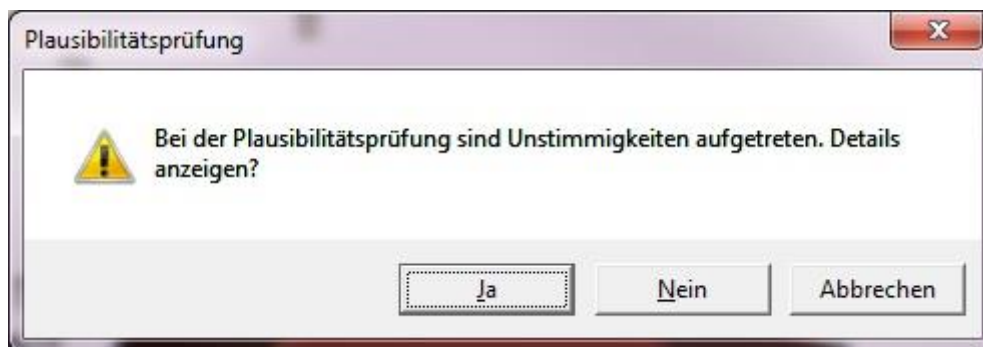 Plausibilitätsprüfung
Bei der Plausibilitätsprüfung sind Unstimmigkeiten aufgetreten. Details
anzeigen?
Ja
Nein
Abbrechen